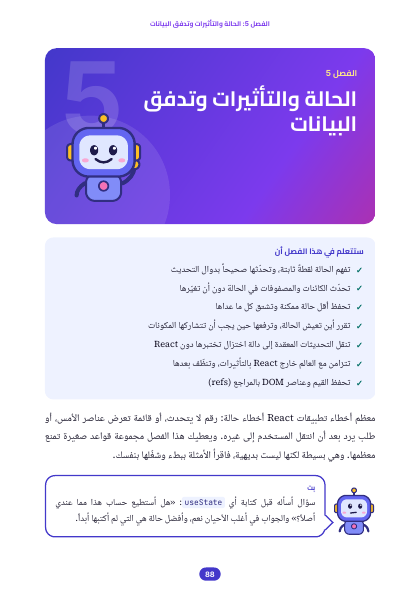 الفصل 5: الحالة والتأثيرات وتدفق البيانات
5
الفصل 5
الحالة والتأثيرات وتدفق
البيانات
ستتعلم في هذا الفصل أن
✓ تفهم الحالة لقطةً ثابتة، وتحدّثها صحيحاً بدوال التحديث
✓ تحدّث الكائنات والمصفوفات في الحالة دون أن تغيّرها
✓ تحفظ أقل حالة ممكنة وتشتق كل ما عداها
✓ تقرر أين تعيش الحالة، وترفعها حين يجب أن تتشاركها المكونات
✓ تنقل التحديثات المعقدة إلى دالة اختزال تختبرها دون React
✓ تتزامن مع العالم خارج React بالتأثيرات، وتنظّف بعدها
✓ تحفظ القيم وعناصر DOM بالمراجع (refs)
معظم أخطاء تطبيقات React أخطاء حالة: رقم لا يتحدث، أو قائمة تعرض عناصر الأمس، أو
طلب يرد بعد أن انتقل المستخدم إلى غيره. ويعطيك هذا الفصل مجموعة قواعد صغيرة تمنع
معظمها. وهي بسيطة لكنها ليست بديهية، فاقرأ الأمثلة ببطء وشغّلها بنفسك.
بت
سؤال أسأله قبل كتابة أي useState: «هل أستطيع حساب هذا مما عندي
أصلاً؟» والجواب في أغلب الأحيان نعم، وأفضل حالة هي التي لم أكتبها أبداً.
88